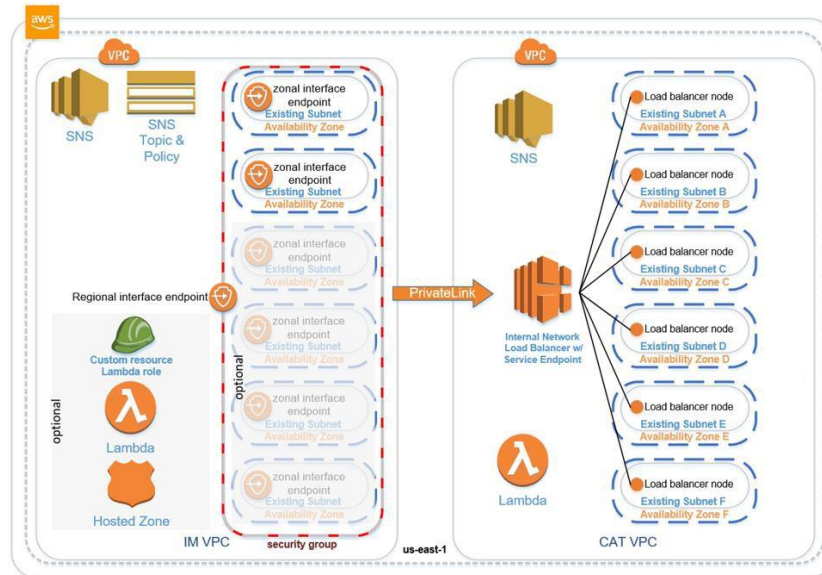 aws
VPC
SNS
SNS
Topic &
Policy
zonal interface
endpoint
Existing Subnet
Availability Zone
zonal interface
endpoint
Existing Subnet
Availability Zone
zonal interface
endpoint
Existing Subnet
Availability Zone
zonal interface
endpoint
Existing Subnet
Availability Zone
zonal interface
endpoint
Existing Subnet
Availability Zone
zonal interface
endpoint
Existing Subnet
Availability Zone
optional
Regional interface endpoint
optional
Custom resource
Lambda role
Lambda
Hosted Zone
IM VPC
security group
us-east-1
PrivateLink
VPC
SNS
Internal Network
Load Balancer w/
Service Endpoint
Lambda
Load balancer node
Existing Subnet A
Availability Zone A
Load balancer node
Existing Subnet B
Availability Zone B
Load balancer node
Existing Subnet C
Availability Zone C
Load balancer node
Existing Subnet D
Availability Zone D
Load balancer node
Existing Subnet E
Availability Zone E
Load balancer node
Existing Subnet F
Availability Zone F
CAT VPC